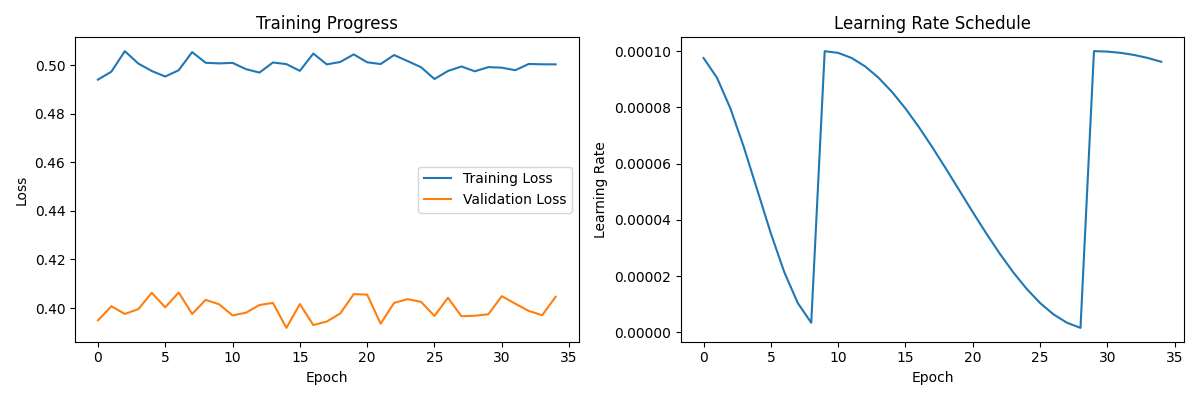 Training Progress
Loss
0.50
0.48
0.46
0.44
0.42
0.40
Training Loss
Validation Loss
0 5 10 15 20 25 30 35
Epoch
Learning Rate Schedule
Learning Rate
0.00010
0.00008
0.00006
0.00004
0.00002
0.00000
0 5 10 15 20 25 30 35
Epoch